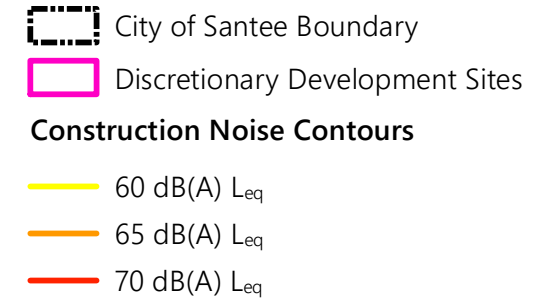 City of Santee Boundary
Discretionary Development Sites
Construction Noise Contours
60 dB(A) Leq
65 dB(A) Leq
70 dB(A) Leq